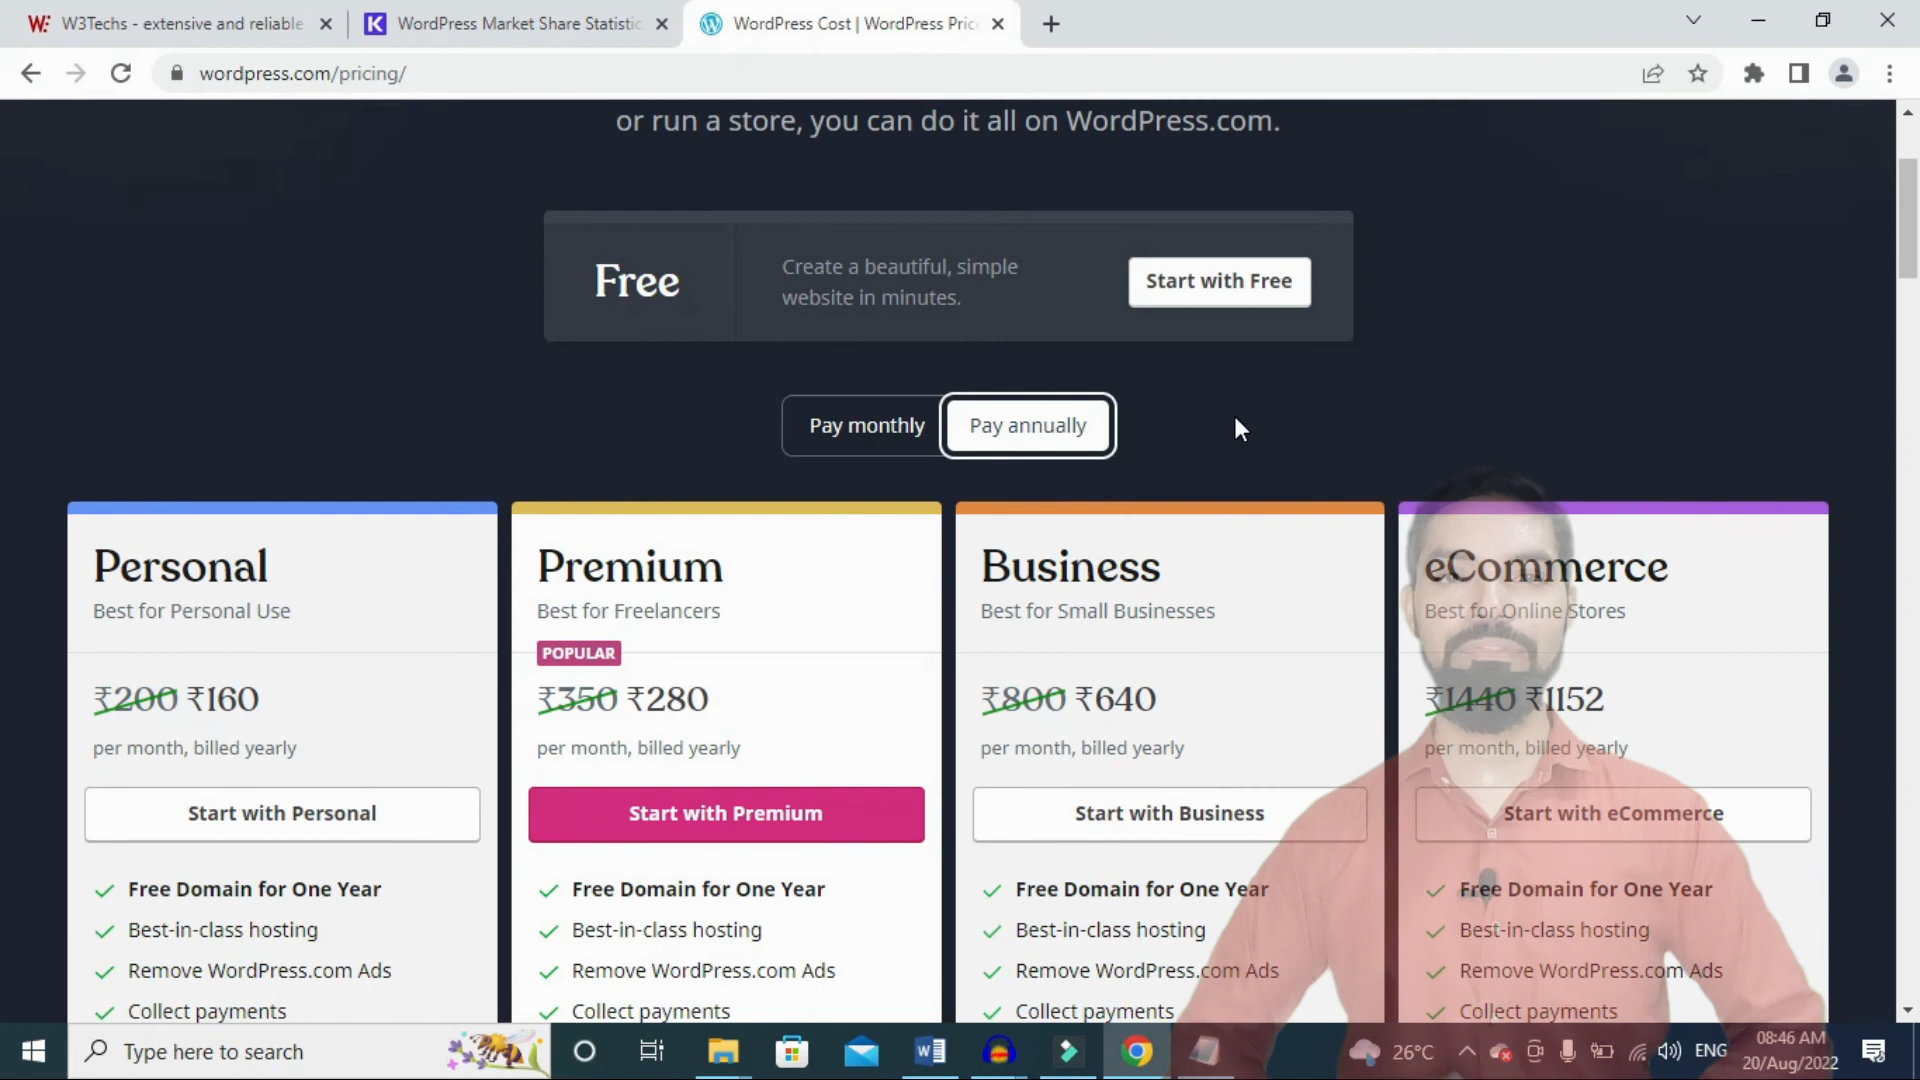 W3Techs - extensive and reliable
WordPress Market Share Statistic
WordPress Cost | WordPress Pric
wordpress.com/pricing/
or run a store, you can do it all on WordPress.com.
Free
Create a beautiful, simple
website in minutes.
Start with Free
Pay monthly
Pay annually
Personal
Best for Personal Use
₹200 ₹160
per month, billed yearly
Start with Personal
Free Domain for One Year
Best-in-class hosting
Remove WordPress.com Ads
Collect payments
Premium
Best for Freelancers
POPULAR
₹350 ₹280
per month, billed yearly
Start with Premium
Free Domain for One Year
Best-in-class hosting
Remove WordPress.com Ads
Collect payments
Business
Best for Small Businesses
₹800 ₹640
per month, billed yearly
Start with Business
Free Domain for One Year
Best-in-class hosting
Remove WordPress.com Ads
Collect payments
eCommerce
Best for Online Stores
₹1440 ₹1152
per month, billed yearly
Start with eCommerce
Free Domain for One Year
Best-in-class hosting
Remove WordPress.com Ads
Collect payments
Type here to search
26°C
ENG
08:46 AM
20/Aug/2022